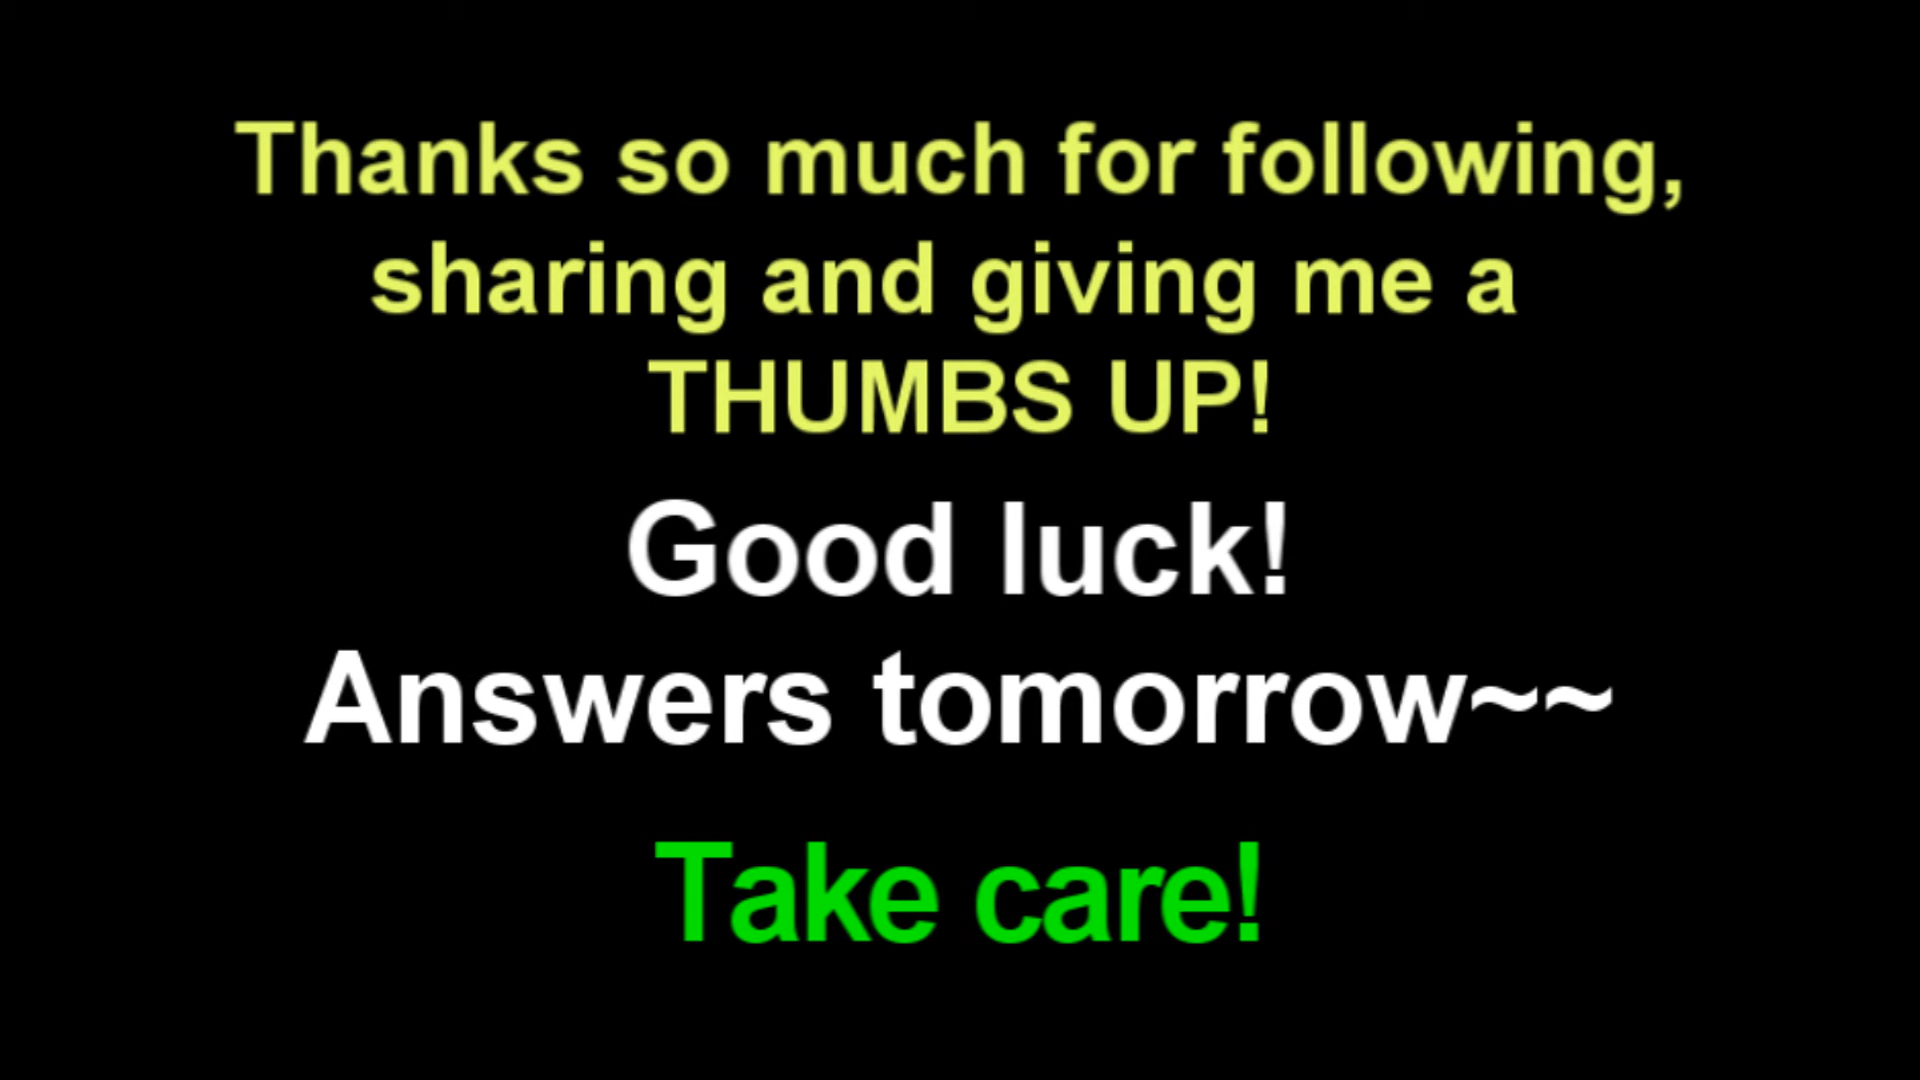 Thanks so much for following,
sharing and giving me a
THUMBS UP!
Good luck!
Answers tomorrow~~
Take care!